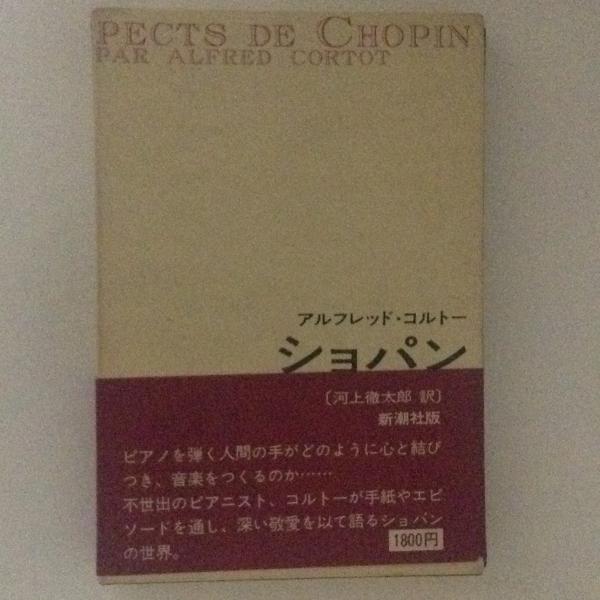 PECTS DE CHOPIN
PAR ALFRED CORTOT
アルフレッド・コルトー
ショパン
〔河上徹太郎 訳〕
新潮社版
ピアノを弾く人間の手がどのように心と結び
つき、音楽をつくるのか……
不世出のピアニスト、コルトーが手紙やエピ
ソードを通し、深い敬愛を以て語るショパン
の世界。
1800円